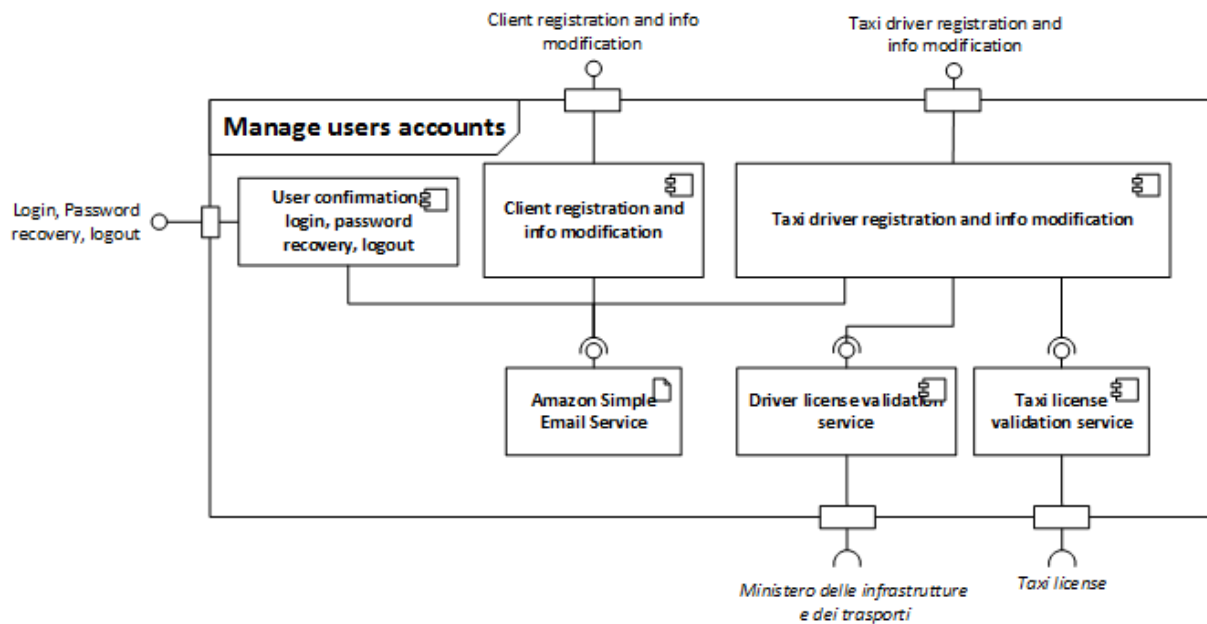 Client registration and info
modification
Taxi driver registration and
info modification
Manage users accounts
Login, Password
recovery, logout
User confirmation,
login, password
recovery, logout
Client registration and
info modification
Taxi driver registration and info modification
Amazon Simple
Email Service
Driver license validation
service
Taxi license
validation service
Ministero delle infrastrutture
e dei trasporti
Taxi license